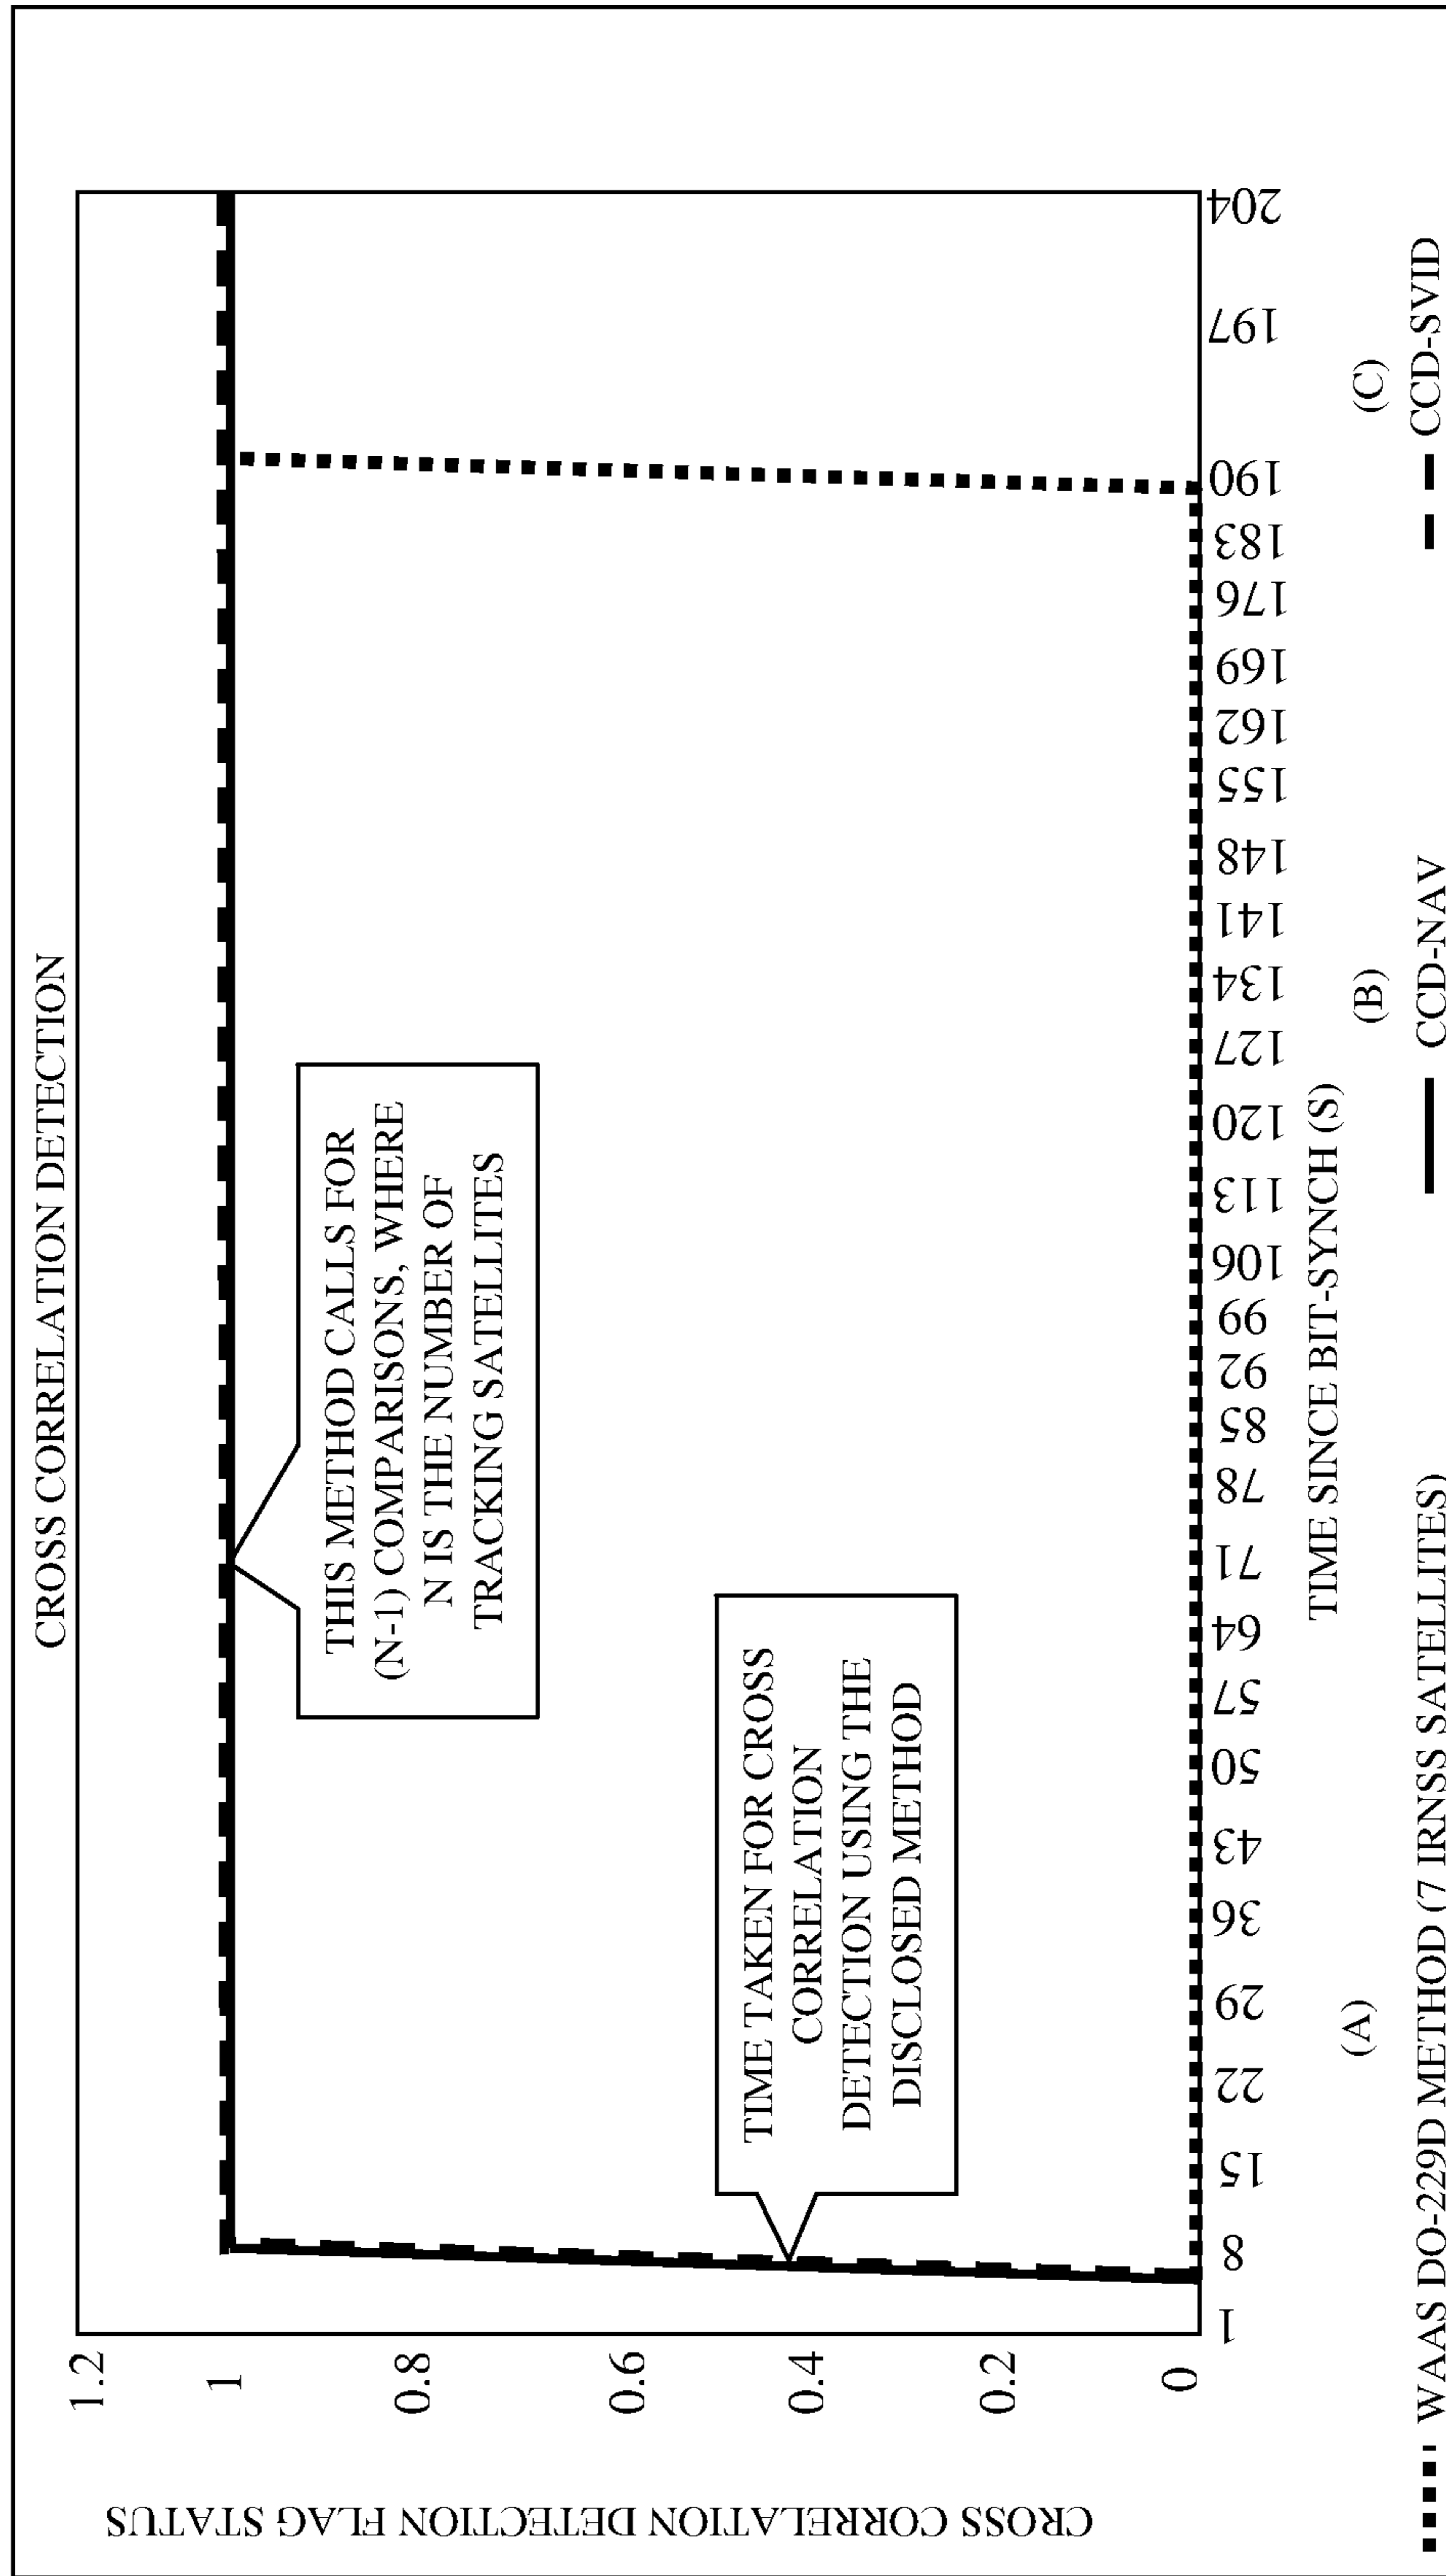 CROSS CORRELATION DETECTION
CROSS CORRELATION DETECTION FLAG STATUS
1.2
1
0.8
0.6
0.4
0.2
0
THIS METHOD CALLS FOR
(N-1) COMPARISONS, WHERE
N IS THE NUMBER OF
TRACKING SATELLITES
TIME TAKEN FOR CROSS
CORRELATION
DETECTION USING THE
DISCLOSED METHOD
1 8 15 22 29 36 43 50 57 64 71 78 85 92 99 106 113 120 127 134 141 148 155 162 169 176 183 190 197 204
TIME SINCE BIT-SYNCH (S)
(A) (B) (C)
WAAS DO-229D METHOD (7 IRNSS SATELLITES) CCD-NAV CCD-SVID